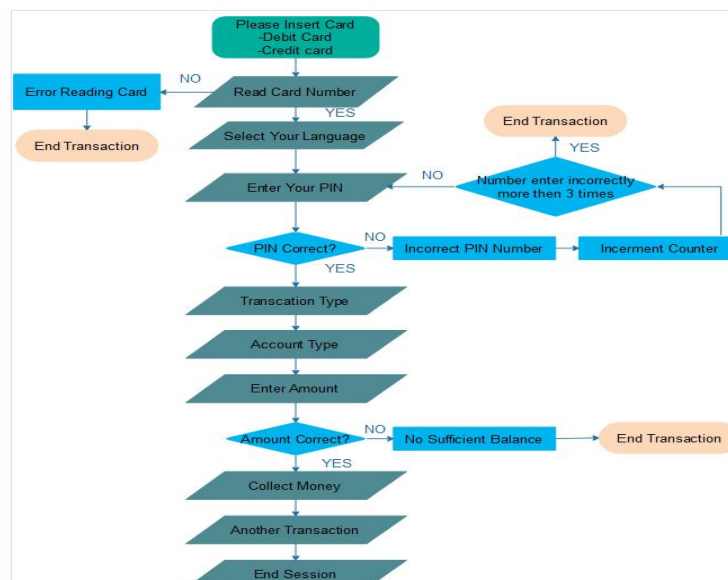 Please Insert Card
-Debit Card
-Credit card
NO
Error Reading Card
Read Card Number
YES
End Transaction
Select Your Language
End Transaction
YES
Enter Your PIN
NO
Number enter incorrectly
more then 3 times
PIN Correct?
NO
Incorrect PIN Number
Incerment Counter
YES
Transcation Type
Account Type
Enter Amount
Amount Correct?
NO
No Sufficient Balance
End Transaction
YES
Collect Money
Another Transaction
End Session